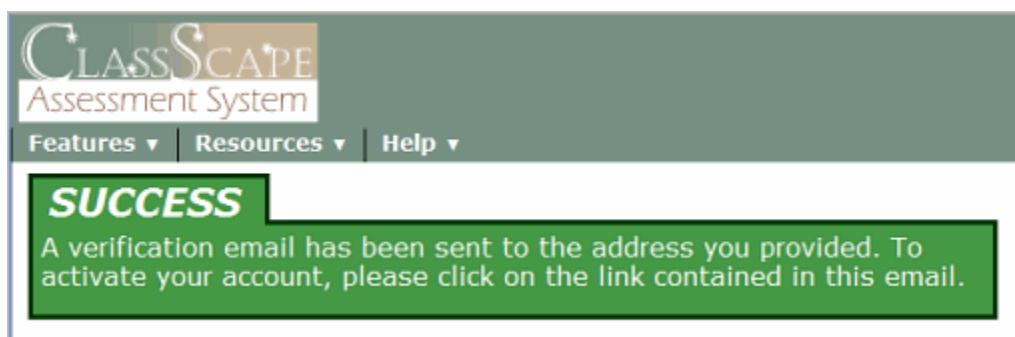 ClassScape
Assessment System
Features ▼ Resources ▼ Help ▼
SUCCESS
A verification email has been sent to the address you provided. To
activate your account, please click on the link contained in this email.